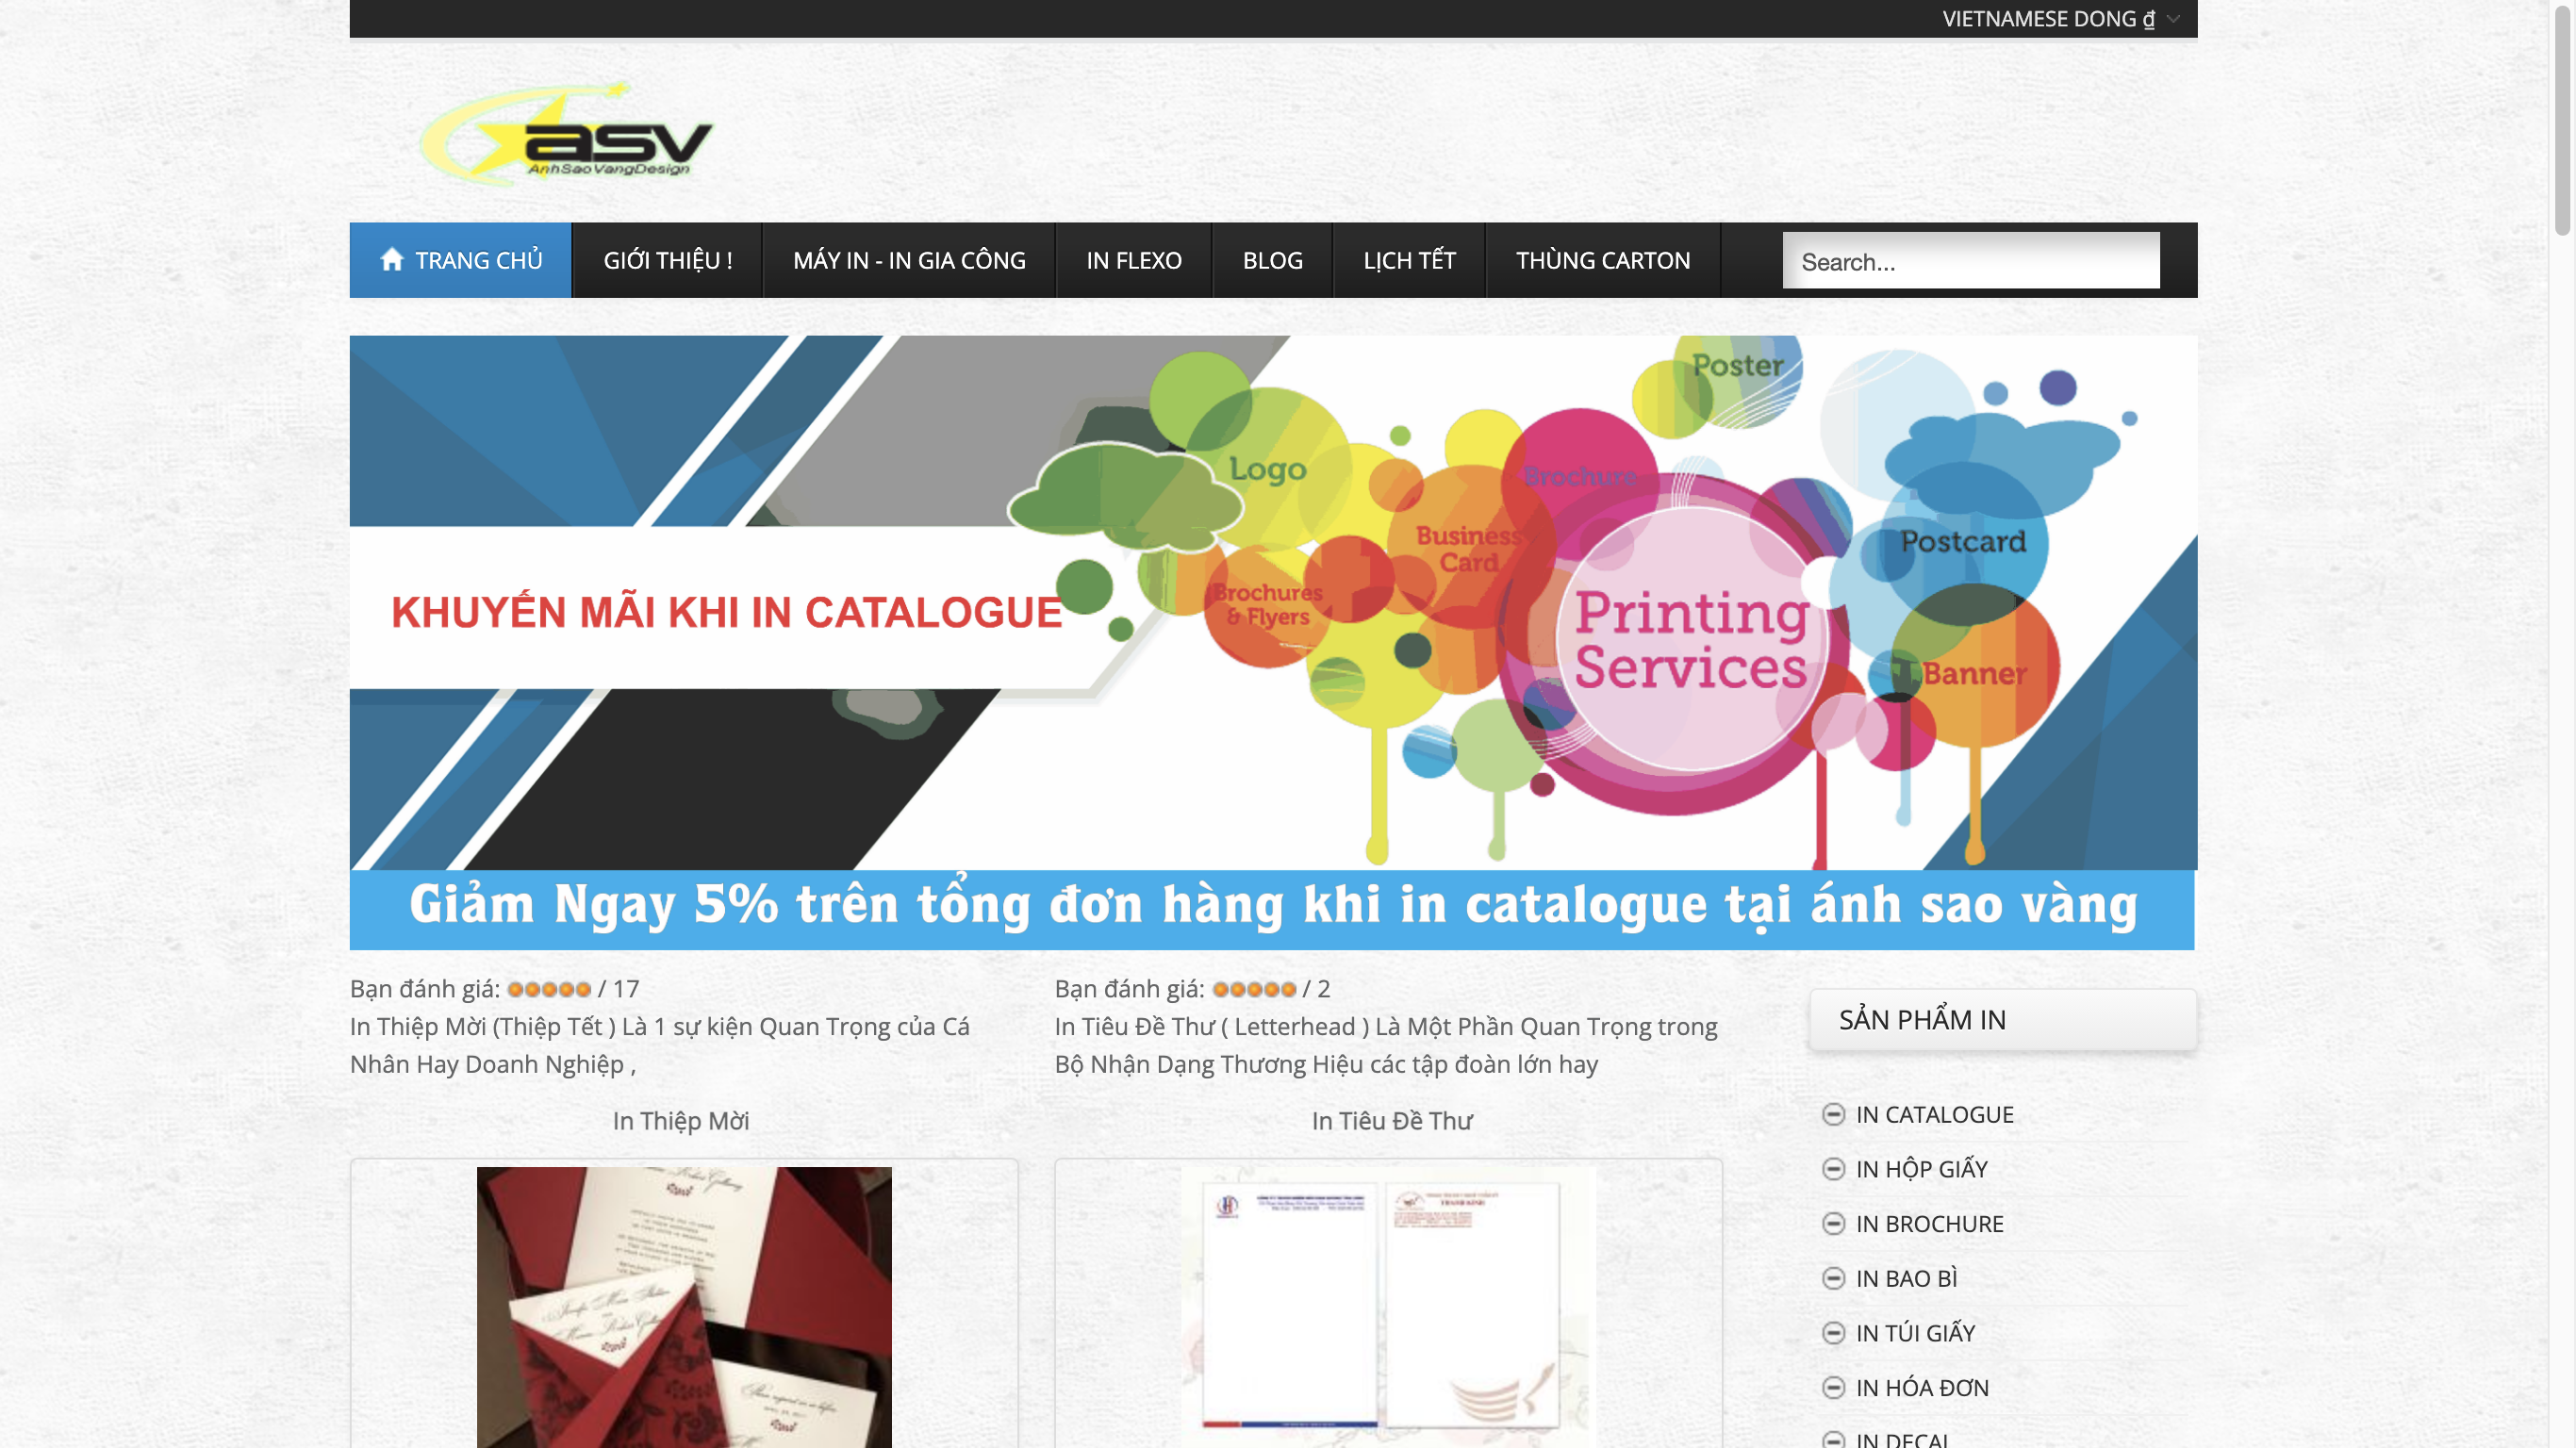 VIETNAMESE DONG ₫
asv
AnhSaoVangDesign
TRANG CHỦ
GIỚI THIỆU !
MÁY IN - IN GIA CÔNG
IN FLEXO
BLOG
LỊCH TẾT
THÙNG CARTON
Search...
Poster
Logo
Brochure
Business
Card
Postcard
Brochures
& Flyers
KHUYẾN MÃI KHI IN CATALOGUE
Printing
Services
Banner
Giảm Ngay 5% trên tổng đơn hàng khi in catalogue tại ánh sao vàng
Bạn đánh giá: / 17
In Thiệp Mời (Thiệp Tết ) Là 1 sự kiện Quan Trọng của Cá
Nhân Hay Doanh Nghiệp ,
In Thiệp Mời
Bạn đánh giá: / 2
In Tiêu Đề Thư ( Letterhead ) Là Một Phần Quan Trọng trong
Bộ Nhận Dạng Thương Hiệu các tập đoàn lớn hay
In Tiêu Đề Thư
SẢN PHẨM IN
IN CATALOGUE
IN HỘP GIẤY
IN BROCHURE
IN BAO BÌ
IN TÚI GIẤY
IN HÓA ĐƠN
IN DECAL